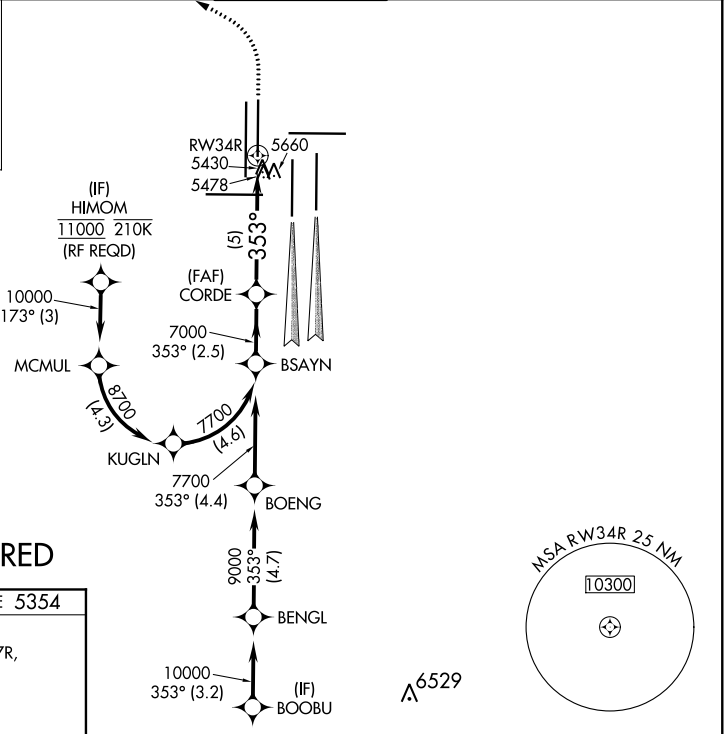 RW34R
5660
5430
5478
(IF)
HIMOM
11000 210K
(RF REQD)
(5)
353°
(FAF)
CORDE
10000
173° (3)
7000
353° (2.5)
MCMUL
BSAYN
8700
(4.3)
7700
(4.6)
KUGLN
7700
353° (4.4)
BOENG
RED
MSA RW34R 25 NM
10300
9000
353°
(4.7)
E 5354
BENGL
7R,
10000
353° (3.2)
(IF)
BOOBU
6529